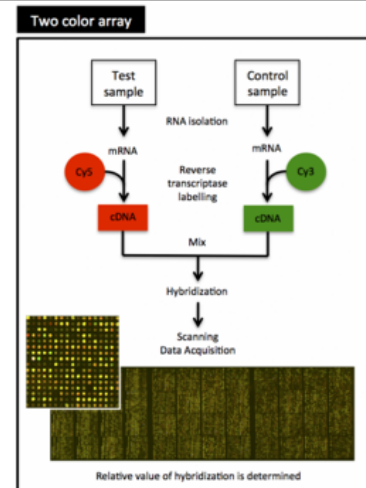 Two color array
Test
sample
Control
sample
RNA isolation
mRNA
mRNA
Cy5
Reverse
transcriptase
labelling
Cy3
cDNA
cDNA
Mix
Hybridization
Scanning
Data Acquisition
Relative value of hybridization is determined